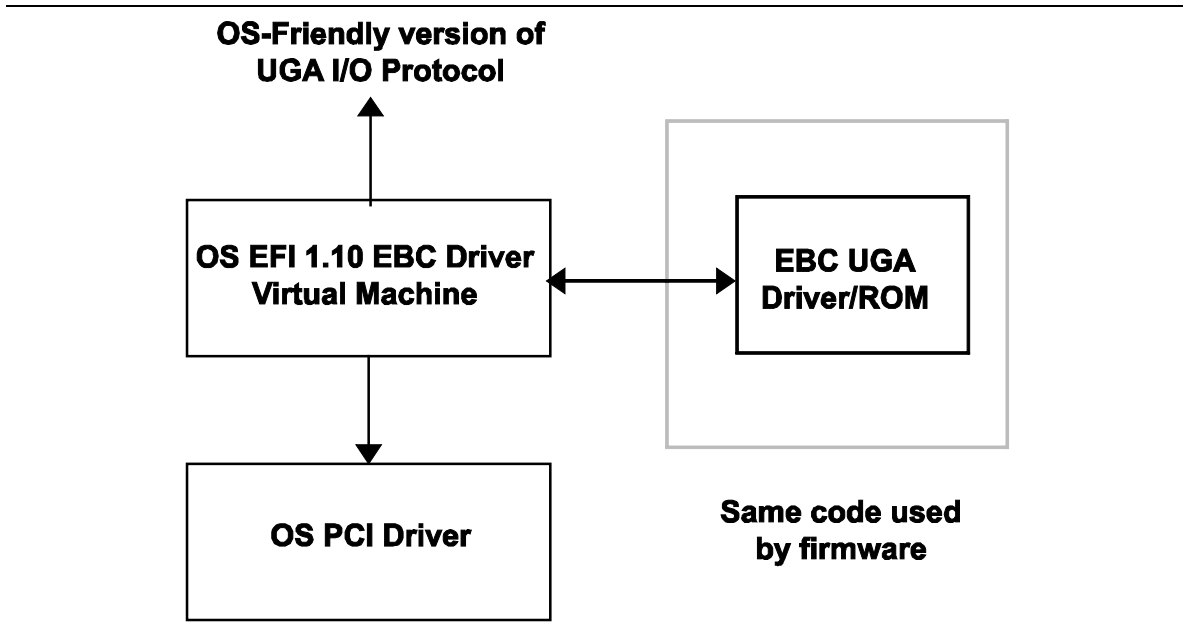 OS-Friendly version of
UGA I/O Protocol
OS EFI 1.10 EBC Driver
Virtual Machine
EBC UGA
Driver/ROM
OS PCI Driver
Same code used
by firmware